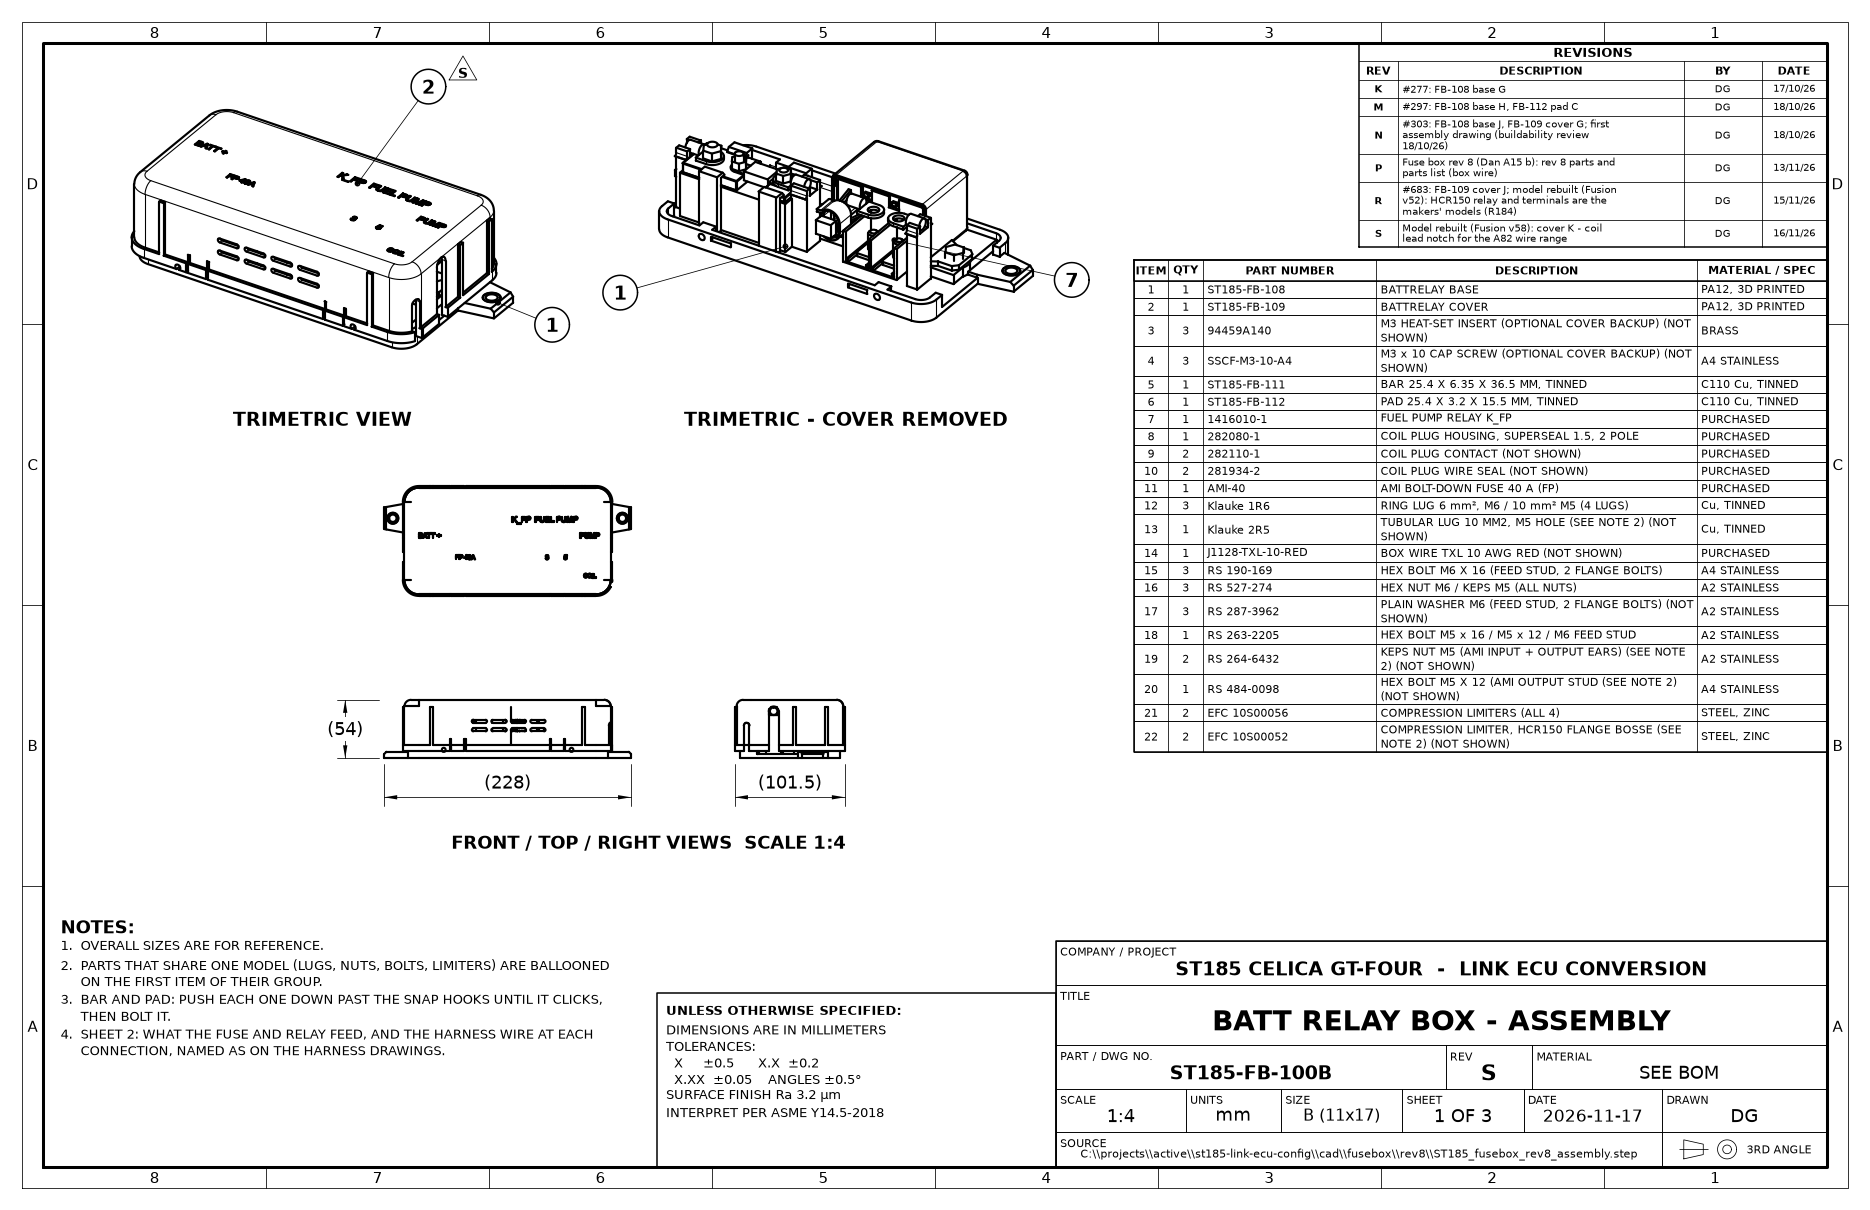 8 7 6 5 4 3 2 1
D
C
B
A
D
C
B
A
2
S
BATT+
K_FP FUEL PUMP
PUMP
1
1
7
TRIMETRIC VIEW
TRIMETRIC - COVER REMOVED
K_FP FUEL PUMP
BATT+
PUMP
(54)
(228)
(101.5)
FRONT / TOP / RIGHT VIEWS SCALE 1:4
REVISIONS
REV DESCRIPTION BY DATE
K #277: FB-108 base G DG 17/10/26
M #297: FB-108 base H, FB-112 pad C DG 18/10/26
N #303: FB-108 base J, FB-109 cover G; first
assembly drawing (buildability review
18/10/26) DG 18/10/26
P Fuse box rev 8 (Dan A15 b): rev 8 parts and
parts list (box wire) DG 13/11/26
R #683: FB-109 cover J; model rebuilt (Fusion
v52): HCR150 relay and terminals are the
makers' models (R184) DG 15/11/26
S Model rebuilt (Fusion v58): cover K - coil
lead notch for the A82 wire range DG 16/11/26
ITEM QTY PART NUMBER DESCRIPTION MATERIAL / SPEC
1 1 ST185-FB-108 BATTRELAY BASE PA12, 3D PRINTED
2 1 ST185-FB-109 BATTRELAY COVER PA12, 3D PRINTED
3 3 94459A140 M3 HEAT-SET INSERT (OPTIONAL COVER BACKUP) (NOT
SHOWN) BRASS
4 3 SSCF-M3-10-A4 M3 x 10 CAP SCREW (OPTIONAL COVER BACKUP) (NOT
SHOWN) A4 STAINLESS
5 1 ST185-FB-111 BAR 25.4 X 6.35 X 36.5 MM, TINNED C110 Cu, TINNED
6 1 ST185-FB-112 PAD 25.4 X 3.2 X 15.5 MM, TINNED C110 Cu, TINNED
7 1 1416010-1 FUEL PUMP RELAY K_FP PURCHASED
8 1 282080-1 COIL PLUG HOUSING, SUPERSEAL 1.5, 2 POLE PURCHASED
9 2 282110-1 COIL PLUG CONTACT (NOT SHOWN) PURCHASED
10 2 281934-2 COIL PLUG WIRE SEAL (NOT SHOWN) PURCHASED
11 1 AMI-40 AMI BOLT-DOWN FUSE 40 A (FP) PURCHASED
12 3 Klauke 1R6 RING LUG 6 mm², M6 / 10 mm² M5 (4 LUGS) Cu, TINNED
13 1 Klauke 2R5 TUBULAR LUG 10 MM2, M5 HOLE (SEE NOTE 2) (NOT
SHOWN) Cu, TINNED
14 1 J1128-TXL-10-RED BOX WIRE TXL 10 AWG RED (NOT SHOWN) PURCHASED
15 3 RS 190-169 HEX BOLT M6 X 16 (FEED STUD, 2 FLANGE BOLTS) A4 STAINLESS
16 3 RS 527-274 HEX NUT M6 / KEPS M5 (ALL NUTS) A2 STAINLESS
17 3 RS 287-3962 PLAIN WASHER M6 (FEED STUD, 2 FLANGE BOLTS) (NOT
SHOWN) A2 STAINLESS
18 1 RS 263-2205 HEX BOLT M5 x 16 / M5 x 12 / M6 FEED STUD A2 STAINLESS
19 2 RS 264-6432 KEPS NUT M5 (AMI INPUT + OUTPUT EARS) (SEE NOTE
2) (NOT SHOWN) A2 STAINLESS
20 1 RS 484-0098 HEX BOLT M5 X 12 (AMI OUTPUT STUD (SEE NOTE 2)
(NOT SHOWN) A4 STAINLESS
21 2 EFC 10S00056 COMPRESSION LIMITERS (ALL 4) STEEL, ZINC
22 2 EFC 10S00052 COMPRESSION LIMITER, HCR150 FLANGE BOSSE (SEE
NOTE 2) (NOT SHOWN) STEEL, ZINC
NOTES:
1. OVERALL SIZES ARE FOR REFERENCE.
2. PARTS THAT SHARE ONE MODEL (LUGS, NUTS, BOLTS, LIMITERS) ARE BALLOONED
ON THE FIRST ITEM OF THEIR GROUP.
3. BAR AND PAD: PUSH EACH ONE DOWN PAST THE SNAP HOOKS UNTIL IT CLICKS,
THEN BOLT IT.
4. SHEET 2: WHAT THE FUSE AND RELAY FEED, AND THE HARNESS WIRE AT EACH
CONNECTION, NAMED AS ON THE HARNESS DRAWINGS.
UNLESS OTHERWISE SPECIFIED:
DIMENSIONS ARE IN MILLIMETERS
TOLERANCES:
X ±0.5 X.X ±0.2
X.XX ±0.05 ANGLES ±0.5°
SURFACE FINISH Ra 3.2 µm
INTERPRET PER ASME Y14.5-2018
COMPANY / PROJECT
ST185 CELICA GT-FOUR - LINK ECU CONVERSION
TITLE
BATT RELAY BOX - ASSEMBLY
PART / DWG NO. REV MATERIAL
ST185-FB-100B S SEE BOM
SCALE UNITS SIZE SHEET DATE DRAWN
1:4 mm B (11x17) 1 OF 3 2026-11-17 DG
SOURCE
C:\\projects\\active\\st185-link-ecu-config\\cad\\fusebox\\rev8\\ST185_fusebox_rev8_assembly.step
3RD ANGLE
8 7 6 5 4 3 2 1